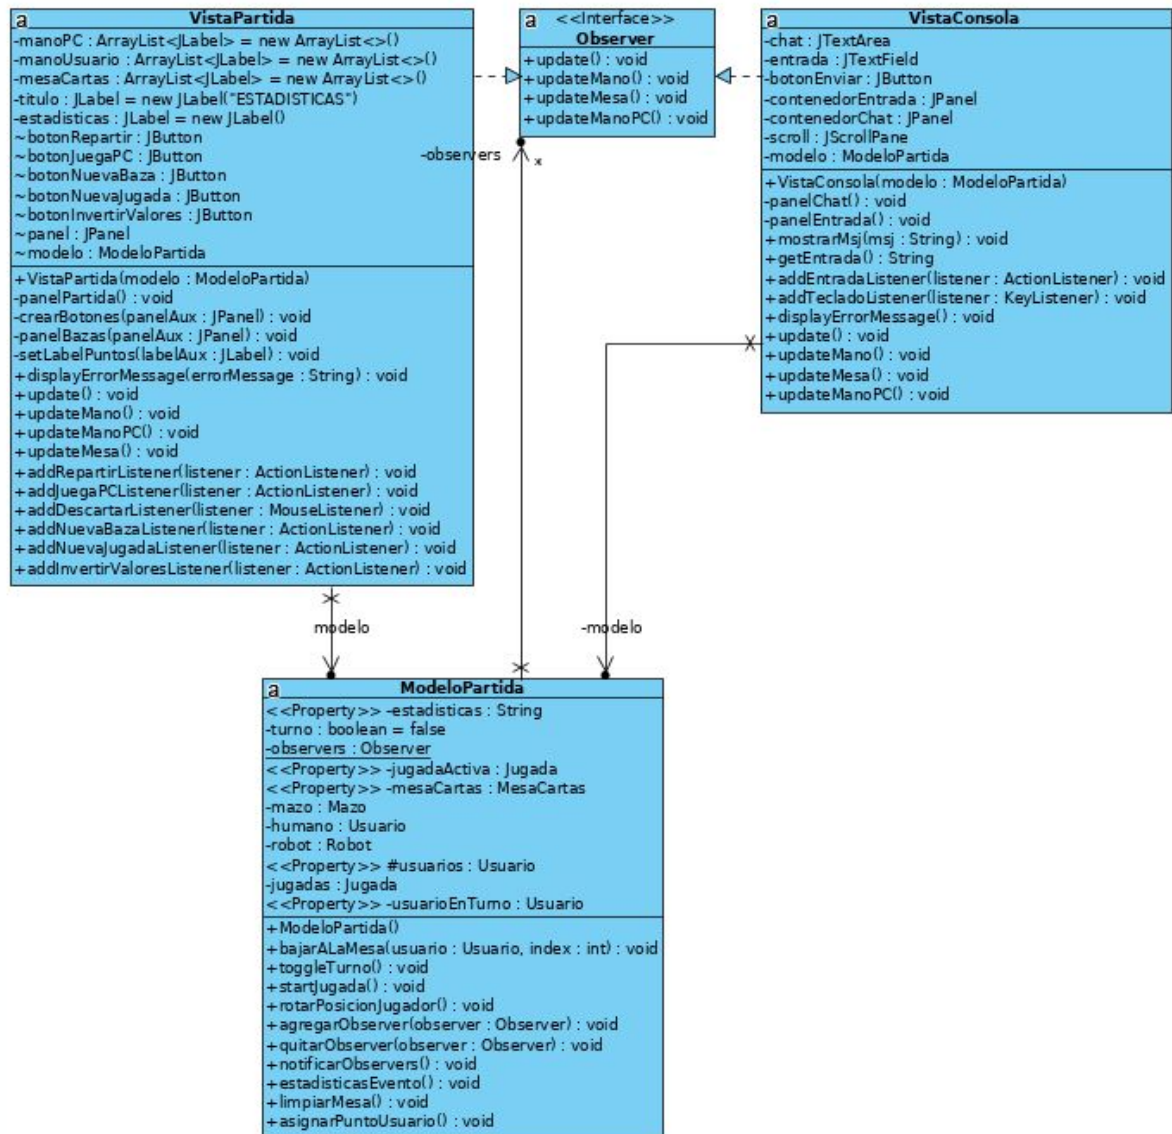 a
VistaPartida
-manoPC : ArrayList<JLabel> = new ArrayList<>()
-manoUsuario : ArrayList<JLabel> = new ArrayList<>()
-mesaCartas : ArrayList<JLabel> = new ArrayList<>()
-titulo : JLabel = new JLabel("ESTADISTICAS")
-estadisticas : JLabel = new JLabel()
~botonRepartir : JButton
~botonJuegaPC : JButton
~botonNuevaBaza : JButton
~botonNuevaJugada : JButton
~botonInvertirValores : JButton
~panel : JPanel
~modelo : ModeloPartida
+VistaPartida(modelo : ModeloPartida)
-panelPartida() : void
-crearBotones(panelAux : JPanel) : void
-panelBazas(panelAux : JPanel) : void
-setLabelPuntos(labelAux : JLabel) : void
+displayErrorMessage(errorMessage : String) : void
+update() : void
+updateMano() : void
+updateManoPC() : void
+updateMesa() : void
+addRepartirListener(listener : ActionListener) : void
+addJuegaPCListener(listener : ActionListener) : void
+addDescartarListener(listener : MouseListener) : void
+addNuevaBazaListener(listener : ActionListener) : void
+addNuevaJugadaListener(listener : ActionListener) : void
+addInvertirValoresListener(listener : ActionListener) : void
a
<<Interface>>
Observer
+update() : void
+updateMano() : void
+updateMesa() : void
+updateManoPC() : void
a
VistaConsola
-chat : JTextArea
-entrada : JTextField
-botonEnviar : JButton
-contenedorEntrada : JPanel
-contenedorChat : JPanel
-scroll : JScrollPane
-modelo : ModeloPartida
+VistaConsola(modelo : ModeloPartida)
-panelChat() : void
-panelEntrada() : void
+mostrarMsj(msj : String) : void
+getEntrada() : String
+addEntradaListener(listener : ActionListener) : void
+addTecladoListener(listener : KeyListener) : void
+displayErrorMessage() : void
+update() : void
+updateMano() : void
+updateMesa() : void
+updateManoPC() : void
-observers
*
modelo
-modelo
a
ModeloPartida
<<Property>> -estadisticas : String
-turno : boolean = false
-observers : Observer
<<Property>> -jugadaActiva : Jugada
<<Property>> -mesaCartas : MesaCartas
-mazo : Mazo
-humano : Usuario
-robot : Robot
<<Property>> #usuarios : Usuario
-jugadas : Jugada
<<Property>> -usuarioEnTurno : Usuario
+ModeloPartida()
+bajarALaMesa(usuario : Usuario, index : int) : void
+toggleTurno() : void
+startJugada() : void
+rotarPosicionJugador() : void
+agregarObserver(observer : Observer) : void
+quitarObserver(observer : Observer) : void
+notificarObservers() : void
+estadisticasEvento() : void
+limpiarMesa() : void
+asignarPuntoUsuario() : void